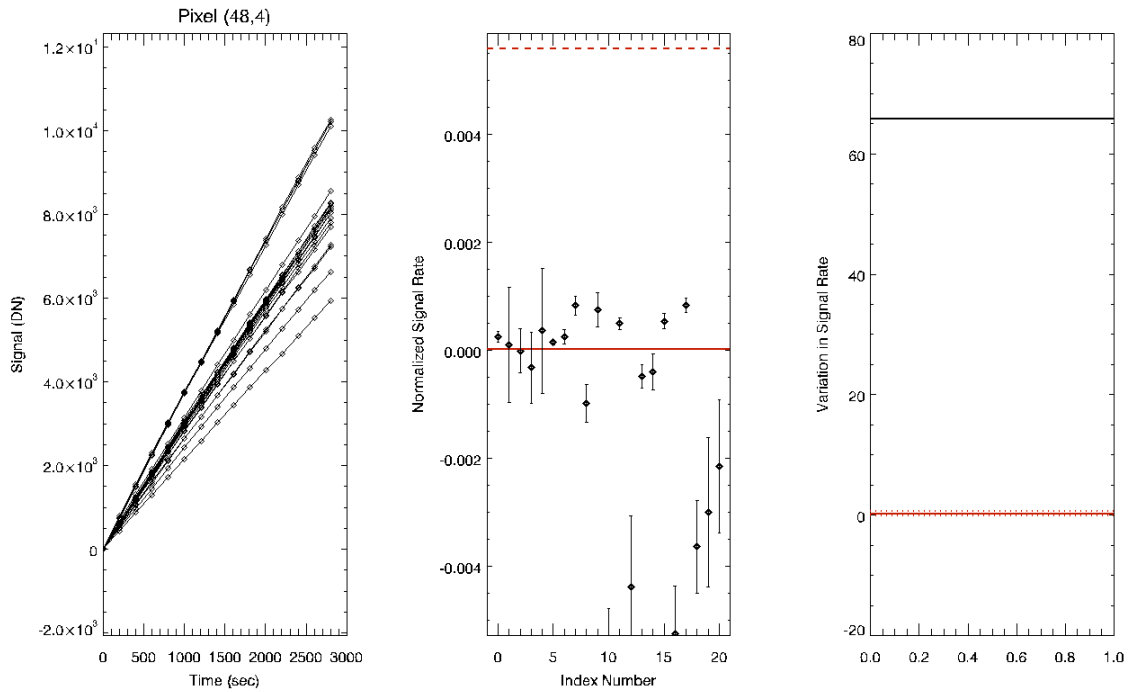 Pixel (48,4)
1.2×10⁴
1.0×10⁴
8.0×10³
6.0×10³
4.0×10³
2.0×10³
0
-2.0×10³
Signal (DN)
0 500 1000 1500 2000 2500 3000
Time (sec)
0.004
0.002
0.000
-0.002
-0.004
Normalized Signal Rate
0 5 10 15 20
Index Number
80
60
40
20
0
-20
Variation in Signal Rate
0.0 0.2 0.4 0.6 0.8 1.0